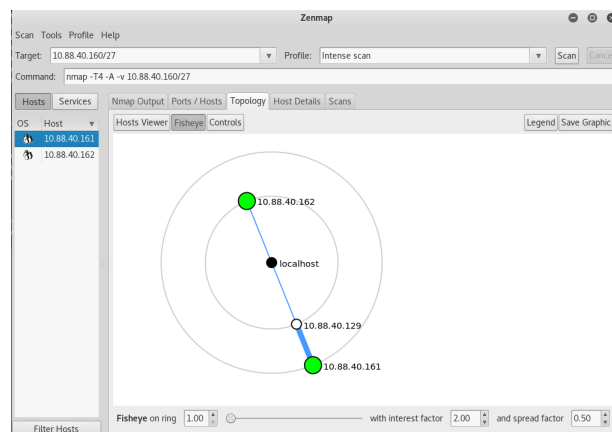 Zenmap
Scan Tools Profile Help
Target: 10.88.40.160/27 Profile: Intense scan Scan Cancel
Command: nmap -T4 -A -v 10.88.40.160/27
Hosts Services Nmap Output Ports / Hosts Topology Host Details Scans
OS Host Hosts Viewer Fisheye Controls Legend Save Graphic
10.88.40.161
10.88.40.162
10.88.40.162
localhost
10.88.40.129
10.88.40.161
Fisheye on ring 1.00 with interest factor 2.00 and spread factor 0.50
Filter Hosts